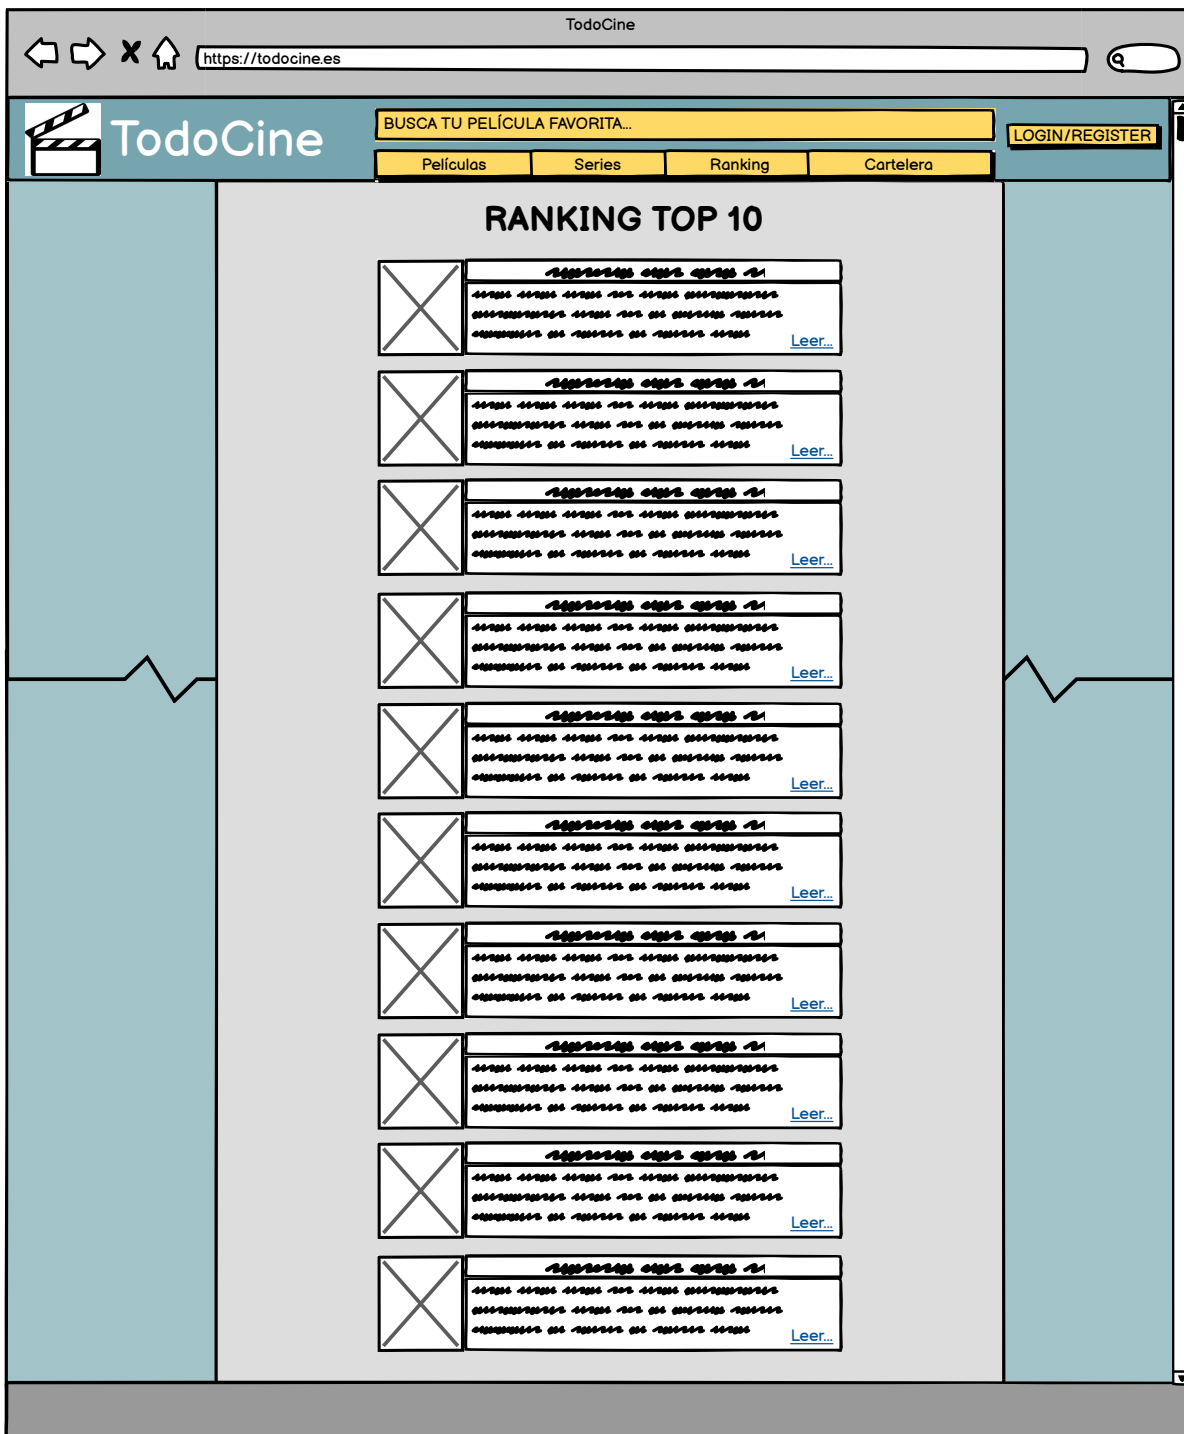 TodoCine
https://todocine.es
TodoCine
BUSCA TU PELÍCULA FAVORITA...
LOGIN/REGISTER
Películas Series Ranking Cartelera
RANKING TOP 10
Leer...
Leer...
Leer...
Leer...
Leer...
Leer...
Leer...
Leer...
Leer...
Leer...